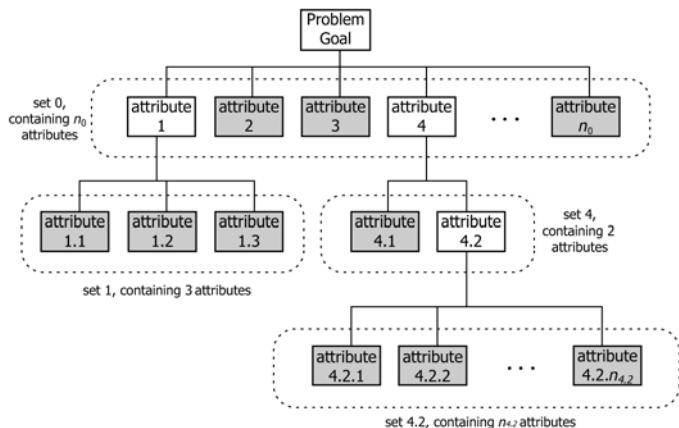 Problem
Goal
set 0,
containing n₀
attributes
attribute
1
attribute
2
attribute
3
attribute
4
...
attribute
n₀
attribute
1.1
attribute
1.2
attribute
1.3
attribute
4.1
attribute
4.2
set 4,
containing 2
attributes
set 1, containing 3 attributes
attribute
4.2.1
attribute
4.2.2
...
attribute
4.2.n₄.₂
set 4.2, containing n₄.₂ attributes